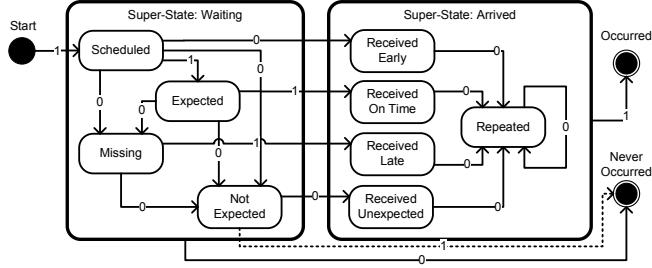 Super-State: Waiting
Super-State: Arrived
Start
Occurred
1
Scheduled
0
Received
Early
0
1
0
0
Expected
1
Received
On Time
0
0
Repeated
0
1
Missing
0
1
Received
Late
0
Never
Occurred
Not
Expected
0
0
Received
Unexpected
0
1
0